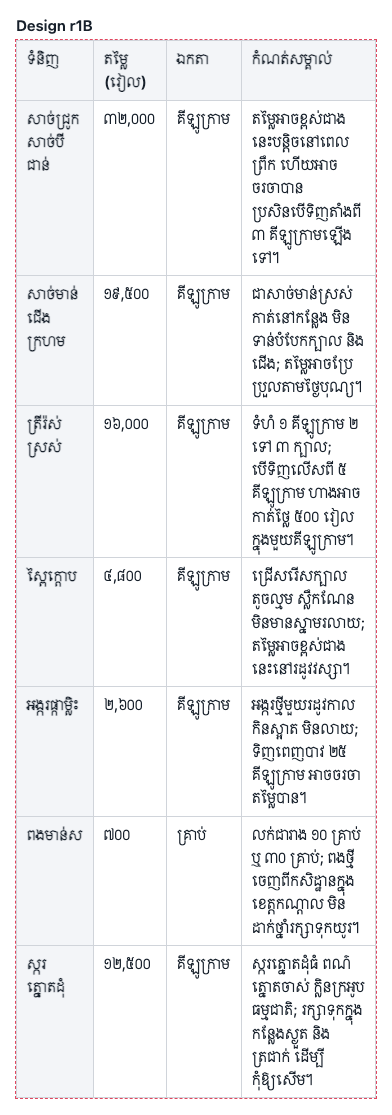 Design r1B
ទំនិញ
តម្លៃ
(រៀល)
ឯកតា
កំណត់សម្គាល់
សាច់ជ្រូក
សាច់បី
ជាន់
៣២,០០០
គីឡូក្រាម
តម្លៃអាចខ្ពស់ជាង
នេះបន្តិចនៅពេល
ព្រឹក ហើយអាច
ចរចាបាន
ប្រសិនបើទិញតាំងពី
៣ គីឡូក្រាមឡើង
ទៅ។
សាច់មាន់
ជើង
ក្រហម
១៩,៥០០
គីឡូក្រាម
ជាសាច់មាន់ស្រស់
កាត់នៅកន្លែង មិន
ទាន់បំបែកក្បាល និង
ជើង; តម្លៃអាចប្រែ
ប្រួលតាមថ្ងៃបុណ្យ។
ត្រីរ៉ស់
ស្រស់
១៦,០០០
គីឡូក្រាម
ទំហំ ១ គីឡូក្រាម ២
ទៅ ៣ ក្បាល;
បើទិញលើសពី ៥
គីឡូក្រាម ហាងអាច
កាត់ថ្លៃ ៥០០ រៀល
ក្នុងមួយគីឡូក្រាម។
ស្ពៃក្តោប
៤,៨០០
គីឡូក្រាម
ជ្រើសរើសក្បាល
តូចល្មម ស្លឹកណែន
មិនមានស្នាមរលាយ;
តម្លៃអាចខ្ពស់ជាង
នេះនៅរដូវវស្សា។
អង្ករផ្កាម្លិះ
២,៦០០
គីឡូក្រាម
អង្ករថ្មីមួយរដូវកាល
កិនស្អាត មិនលាយ;
ទិញពេញបាវ ២៥
គីឡូក្រាម អាចចរចា
តម្លៃបាន។
ពងមាន់ស
៧០០
គ្រាប់
លក់ជារាង ១០ គ្រាប់
ឬ ៣០ គ្រាប់; ពងថ្មី
ចេញពីកសិដ្ឋានក្នុង
ខេត្តកណ្តាល មិន
ដាក់ថ្នាំរក្សាទុកយូរ។
ស្ករ
ត្នោតដុំ
១២,៥០០
គីឡូក្រាម
ស្ករត្នោតដុំធំ ពណ៌
ត្នោតចាស់ ក្លិនក្រអូប
ធម្មជាតិ; រក្សាទុកក្នុង
កន្លែងស្ងួត និង
ត្រជាក់ ដើម្បី
កុំឱ្យសើម។